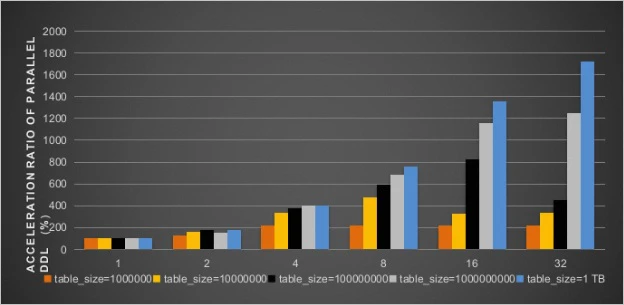 ACCELERATION RATIO OF PARALLEL
DDL (%)
2000
1800
1600
1400
1200
1000
800
600
400
200
0
1 2 4 8 16 32
table_size=1000000 table_size=10000000 table_size=100000000 table_size=1000000000 table_size=1 TB